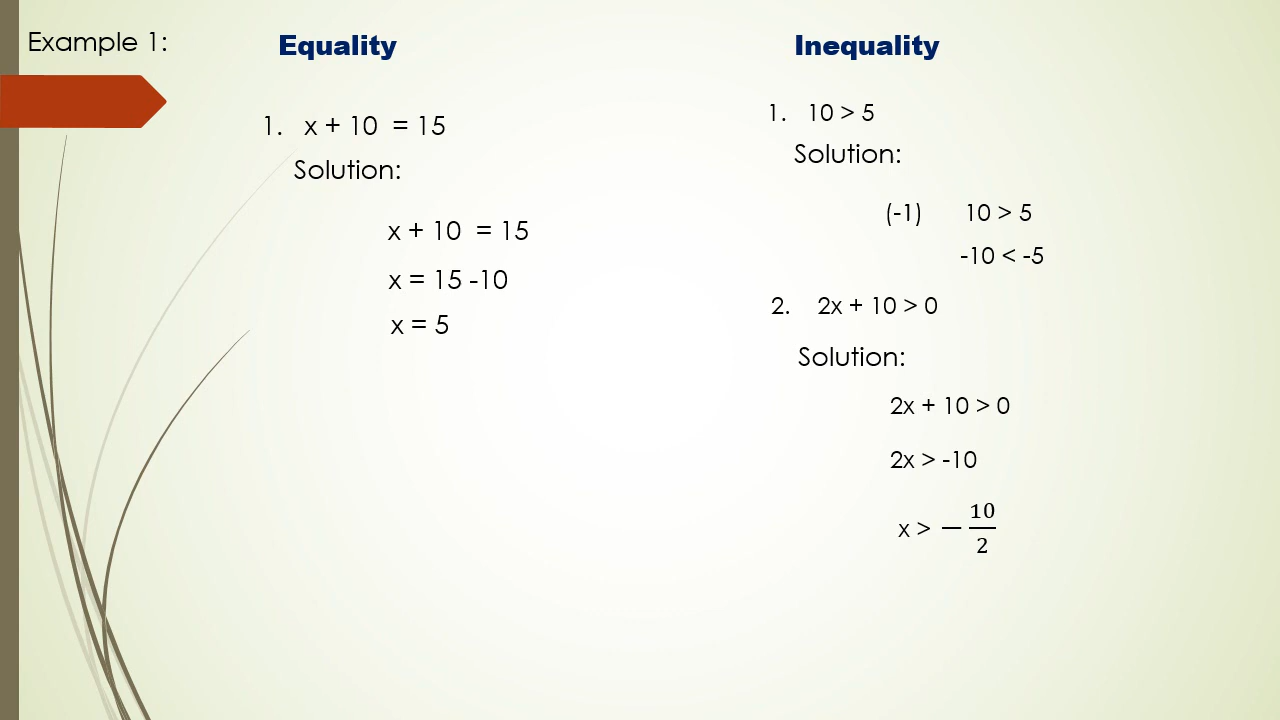 Example 1:
Equality
1. x + 10 = 15
Solution:
x + 10 = 15
x = 15 -10
x = 5
Inequality
1. 10 > 5
Solution:
(-1) 10 > 5
-10 < -5
2. 2x + 10 > 0
Solution:
2x + 10 > 0
2x > -10
x > − 10/2